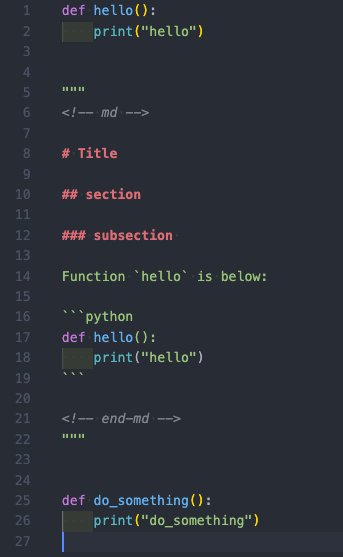 1 def hello():
2     print("hello")
3
4
5 """
6 <!-- md -->
7
8 # Title
9
10 ## section
11
12 ### subsection
13
14 Function `hello` is below:
15
16 ```python
17 def hello():
18     print("hello")
19 ```
20
21 <!-- end-md -->
22 """
23
24
25 def do_something():
26     print("do_something")
27